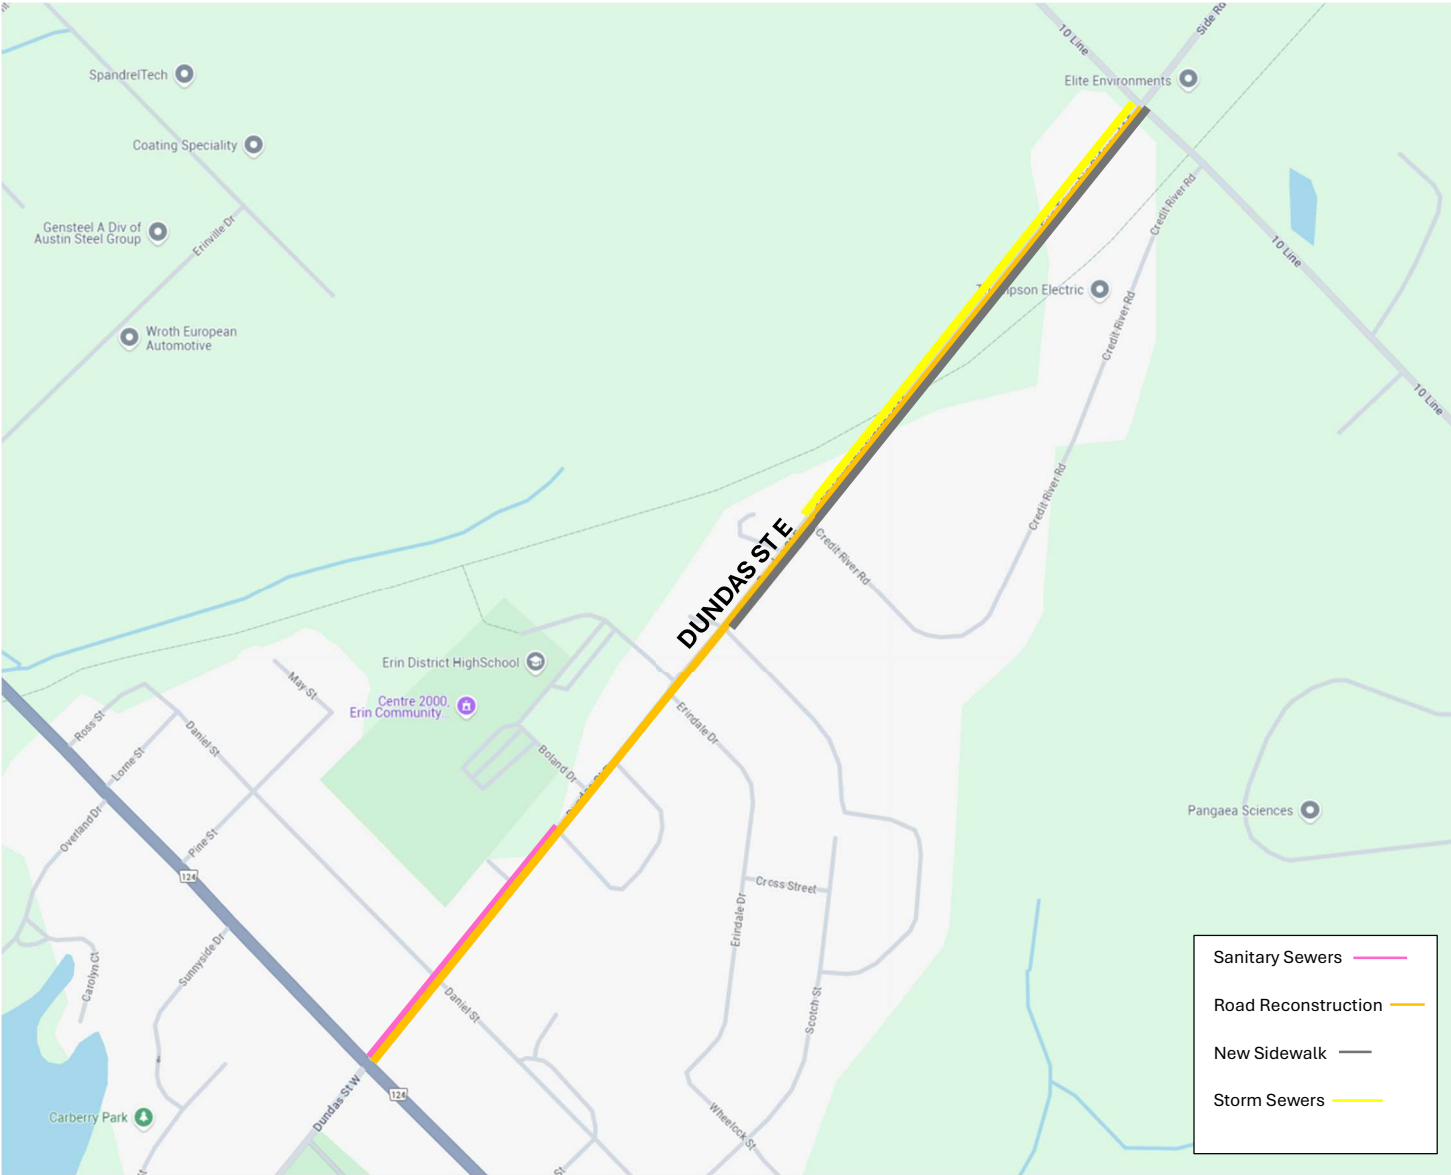 10 Line
Side Rd
SpandrelTech
Elite Environments
Coating Speciality
Credit River Rd
Gensteel A Div of
Austin Steel Group
Erinville Dr
10 Line
Wroth European
Automotive
pson Electric
Credit River Rd
10 Line
Credit River Rd
DUNDAS ST E
Credit River Rd
Erin District HighSchool
May St
Centre 2000,
Erin Community...
Ross St
Daniel St
Erindale Dr
Lorne St
Boland Dr
Overland Dr
Pine St
Pangaea Sciences
124
Cross Street
Erindale Dr
Sunnyside Dr
Carolyn Ct
Daniel St
Scotch St
Sanitary Sewers
Road Reconstruction
New Sidewalk
Storm Sewers
124
Dundas St W
Carberry Park
Wheelock St